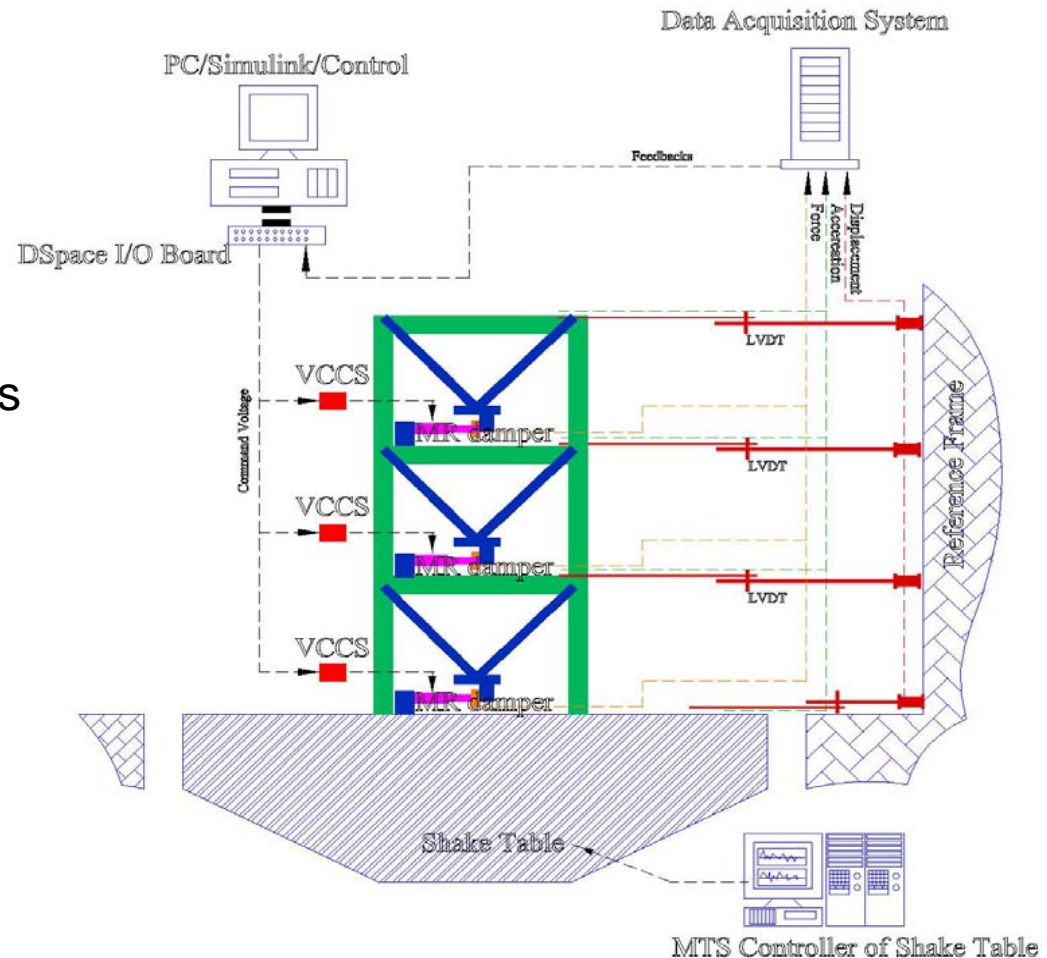 Data Acquisition System
PC/Simulink/Control
Feedbacks
Force
Acceration
Displacement
DSpace I/O Board
LVDT
s
VCCS
Command Voltage
MR damper
Reference Frame
LVDT
VCCS
MR damper
LVDT
VCCS
MR damper
Shake Table
MTS Controller of Shake Table